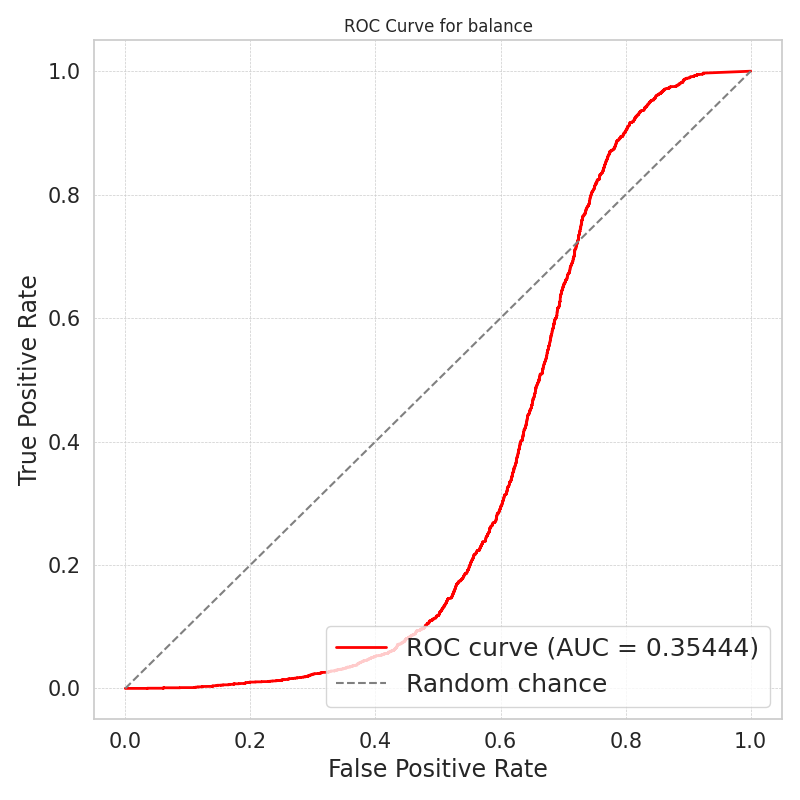 ROC Curve for balance
1.0
0.8
0.6
0.4
0.2
0.0
True Positive Rate
ROC curve (AUC = 0.35444)
Random chance
0.0 0.2 0.4 0.6 0.8 1.0
False Positive Rate